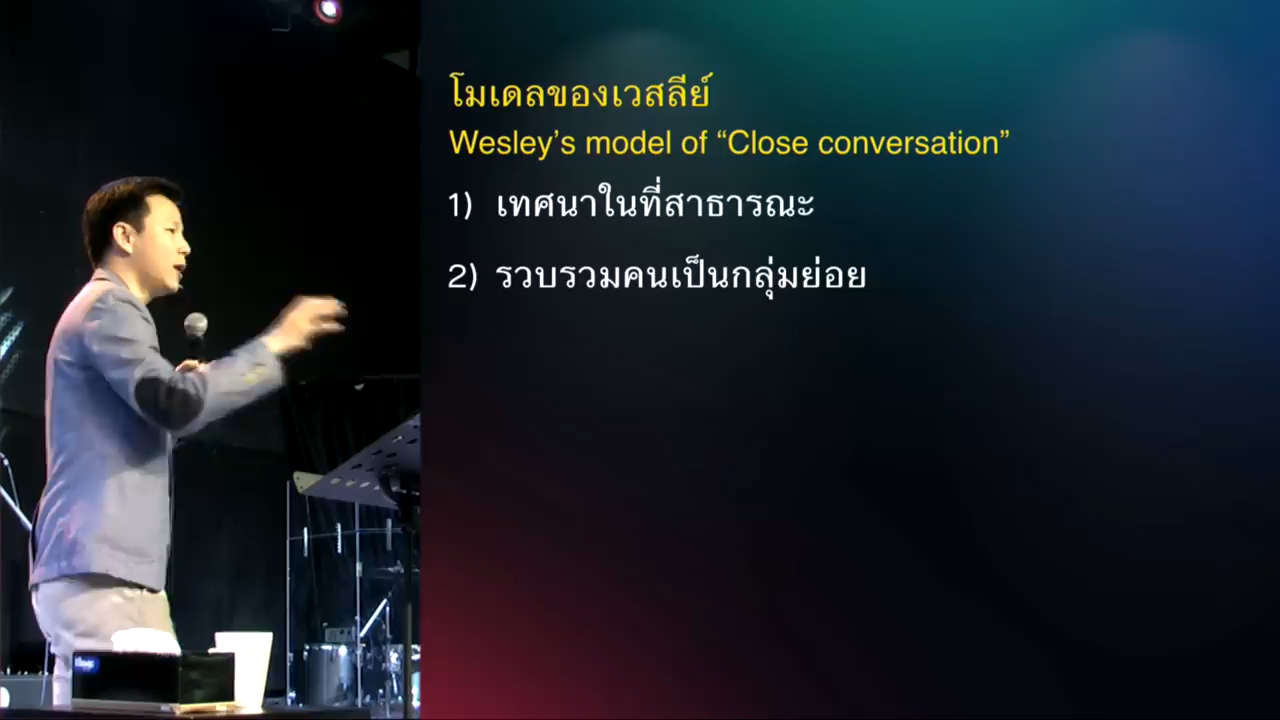 โมเดลของเวสลีย์
Wesley's model of “Close conversation”
1) เทศนาในที่สาธารณะ
2) รวบรวมคนเป็นกลุ่มย่อย